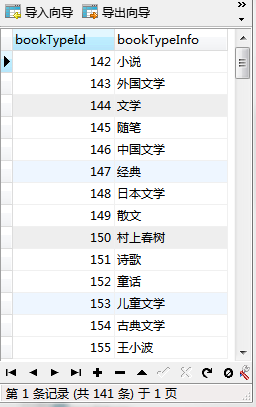 导入向导 导出向导
bookTypeId bookTypeInfo
142 小说
143 外国文学
144 文学
145 随笔
146 中国文学
147 经典
148 日本文学
149 散文
150 村上春树
151 诗歌
152 童话
153 儿童文学
154 古典文学
155 王小波
第 1 条记录 (共 141 条) 于 1 页